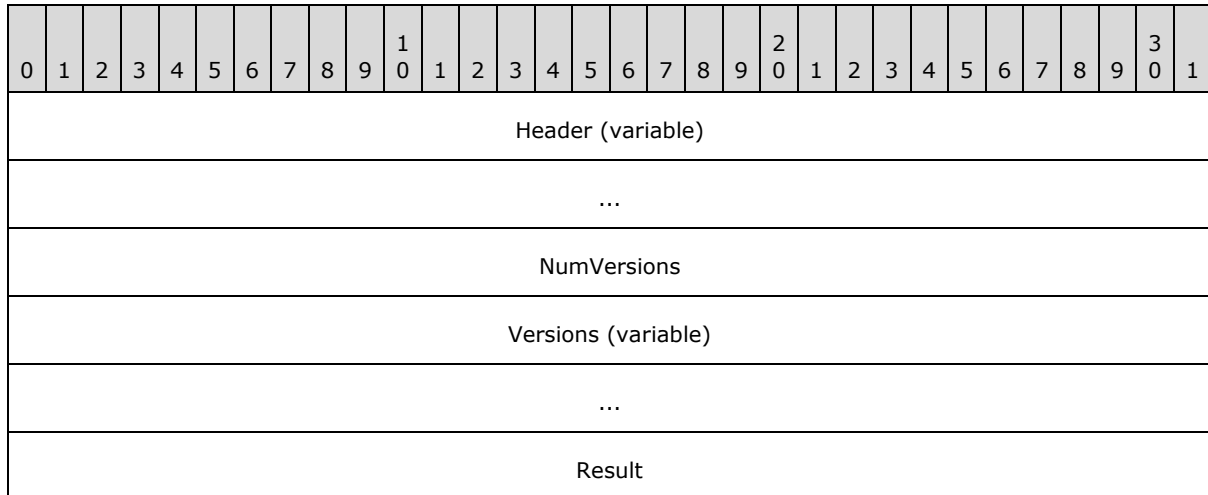 1 2 3
0 1 2 3 4 5 6 7 8 9 0 1 2 3 4 5 6 7 8 9 0 1 2 3 4 5 6 7 8 9 0 1
Header (variable)
...
NumVersions
Versions (variable)
...
Result